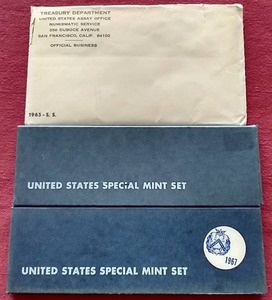 TREASURY DEPARTMENT
UNITED STATES ASSAY OFFICE
NUMISMATIC SERVICE
350 DUBOCE AVENUE
SAN FRANCISCO, CALIF. 94102
OFFICIAL BUSINESS
1965 - S. S.
UNITED STATES SPECIAL MINT SET
1967
UNITED STATES SPECIAL MINT SET